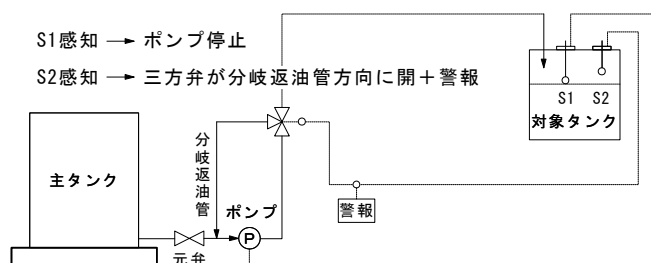 S1感知 → ポンプ停止
S2感知 → 三方弁が分岐返油管方向に開＋警報
S1
S2
対象タンク
分岐返油管
主タンク
ポンプ
P
警報
元弁